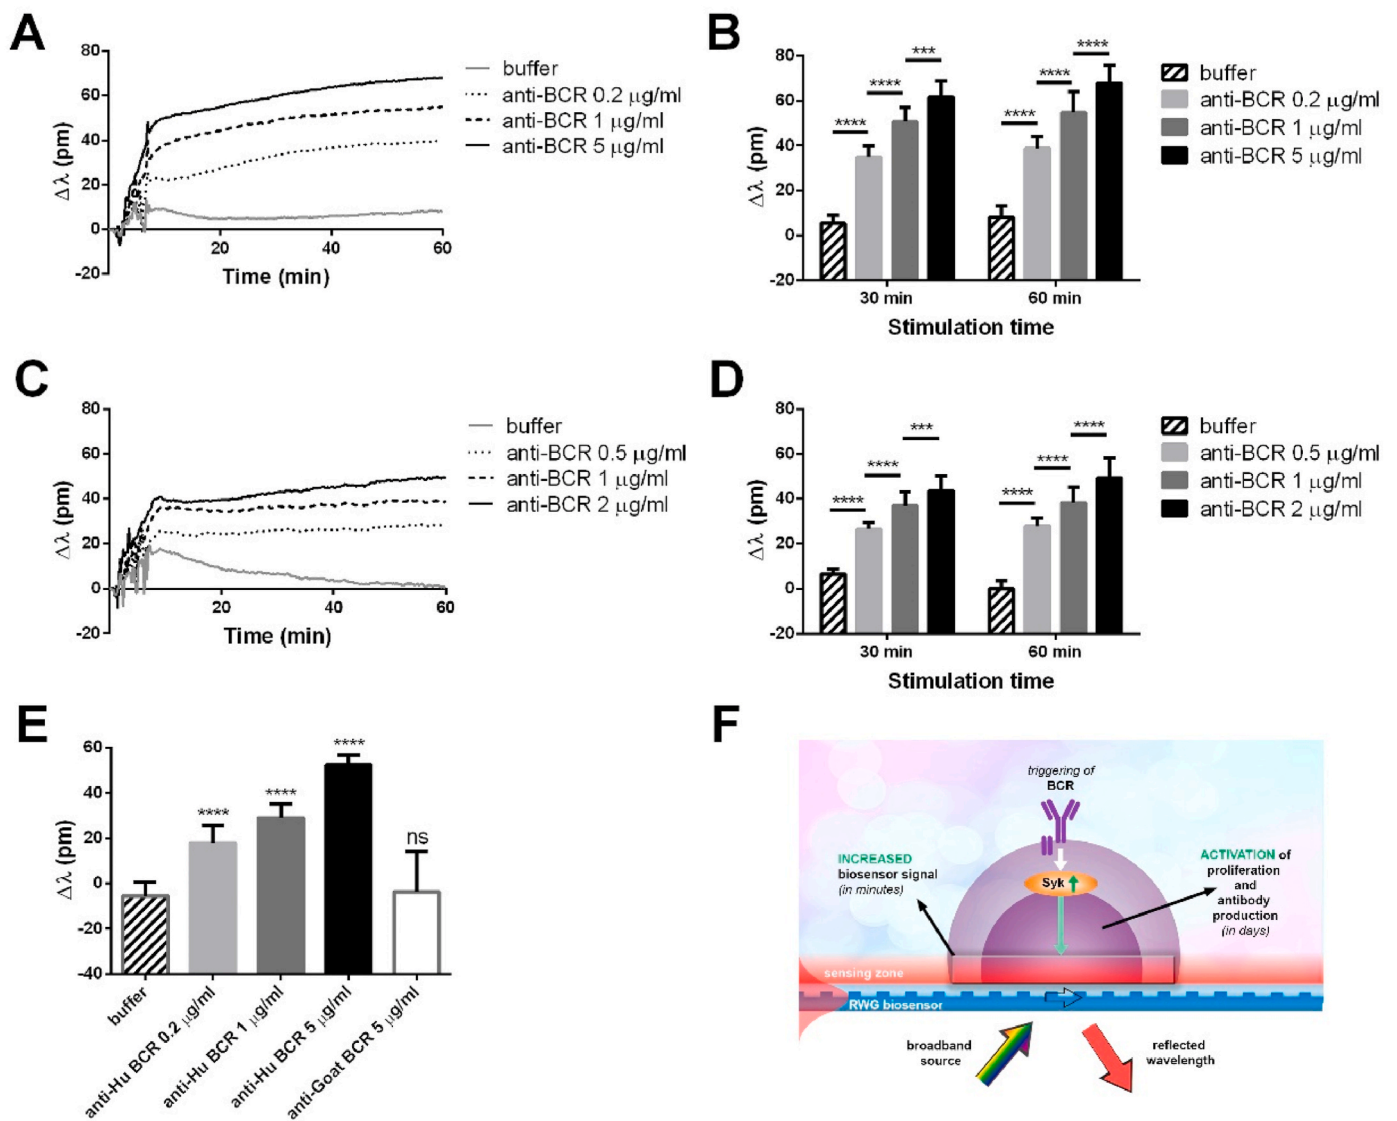 A
80
60
40
20
0
-20
Δλ (pm)
20
40
60
Time (min)
buffer
anti-BCR 0.2 μg/ml
anti-BCR 1 μg/ml
anti-BCR 5 μg/ml
B
80
60
40
20
0
-20
Δλ (pm)
****
****
***
****
****
****
30 min
60 min
Stimulation time
buffer
anti-BCR 0.2 μg/ml
anti-BCR 1 μg/ml
anti-BCR 5 μg/ml
C
80
60
40
20
0
-20
Δλ (pm)
20
40
60
Time (min)
buffer
anti-BCR 0.5 μg/ml
anti-BCR 1 μg/ml
anti-BCR 2 μg/ml
D
80
60
40
20
0
-20
Δλ (pm)
****
****
***
****
****
****
30 min
60 min
Stimulation time
buffer
anti-BCR 0.5 μg/ml
anti-BCR 1 μg/ml
anti-BCR 2 μg/ml
E
60
40
20
0
-20
-40
Δλ (pm)
****
****
****
ns
buffer
anti-Hu BCR 0.2 μg/ml
anti-Hu BCR 1 μg/ml
anti-Hu BCR 5 μg/ml
anti-Goat BCR 5 μg/ml
F
triggering of
BCR
INCREASED
biosensor signal
(in minutes)
Syk
ACTIVATION of
proliferation
and
antibody
production
(in days)
sensing zone
RWG biosensor
broadband
source
reflected
wavelength